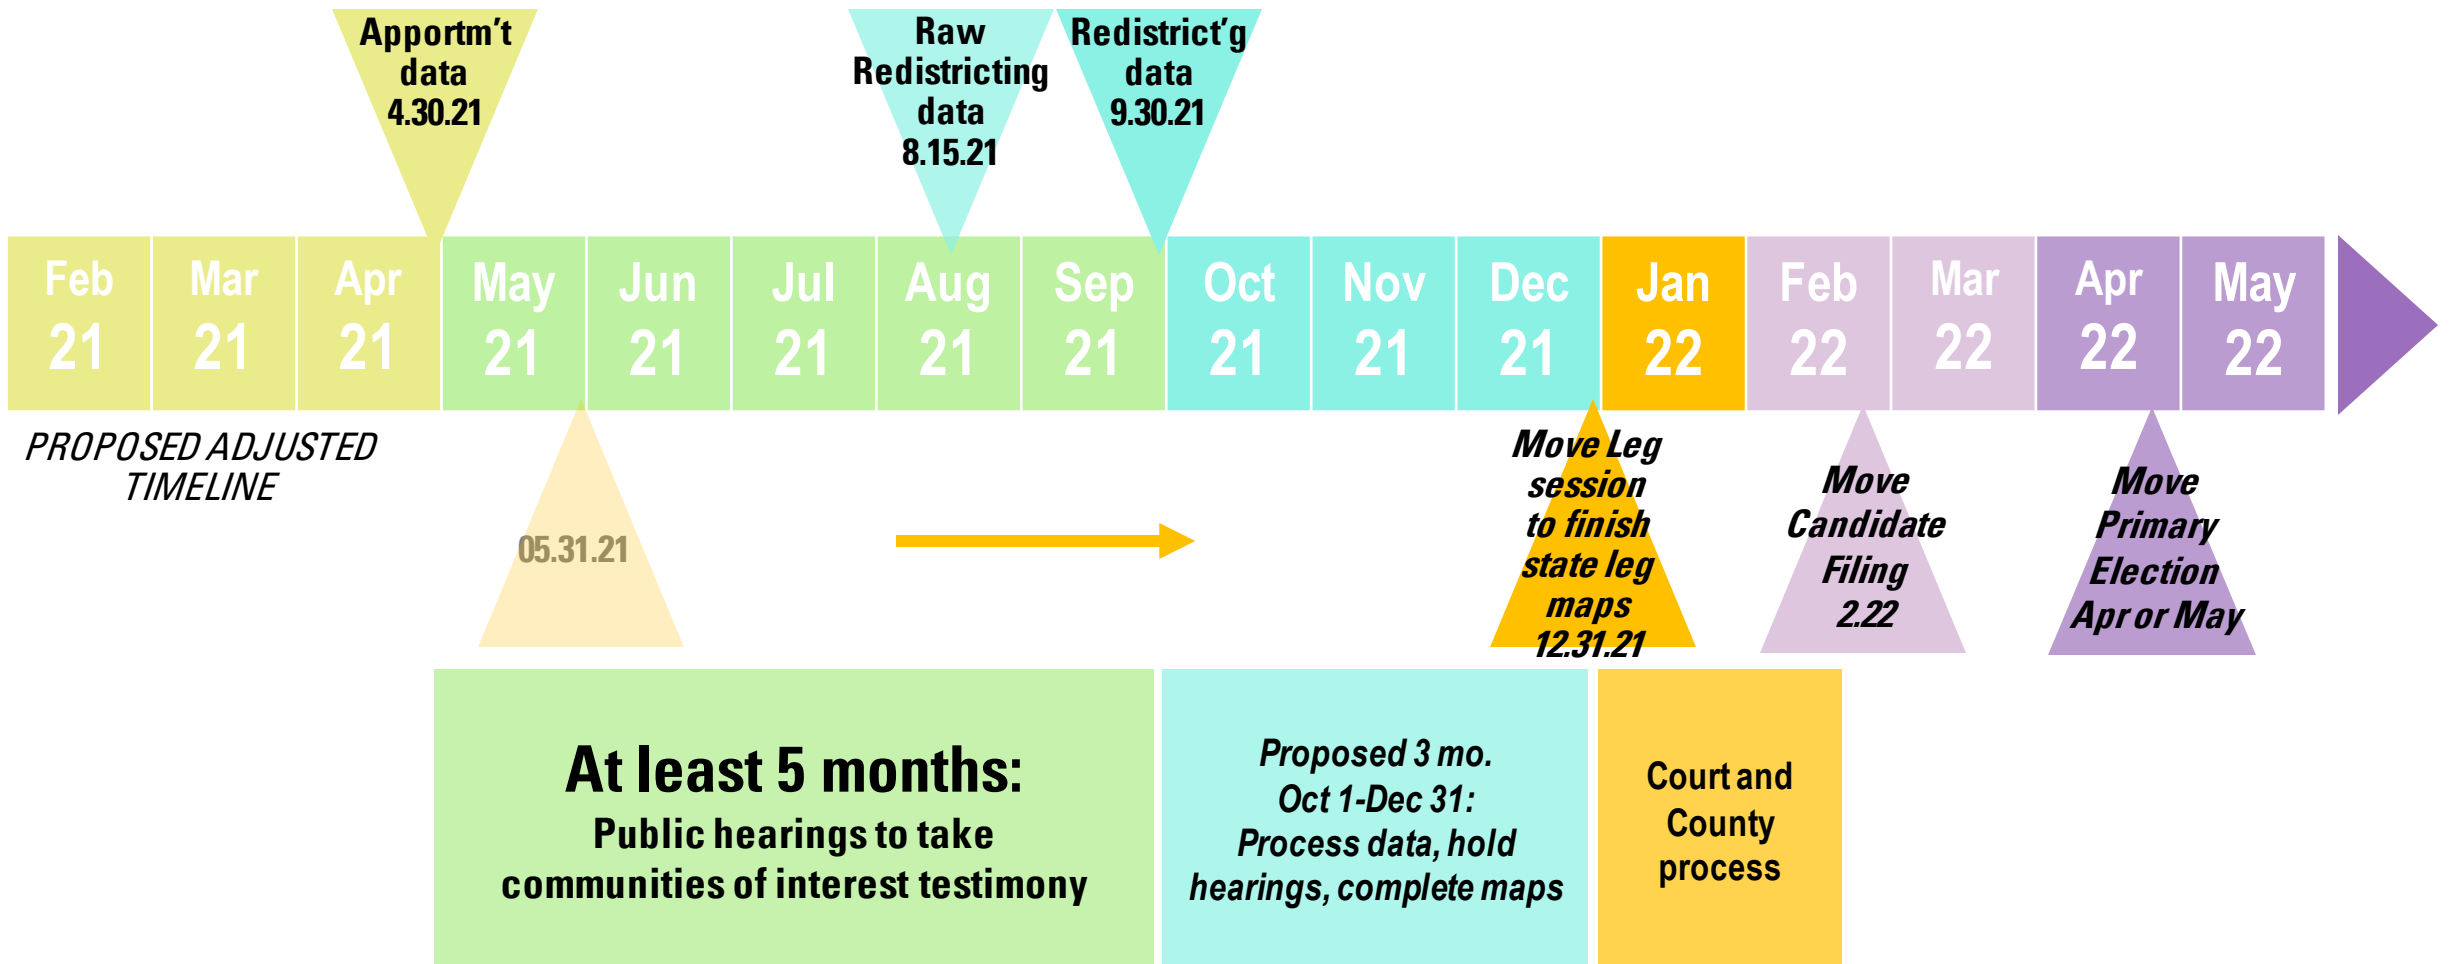 Apportm't
data
4.30.21
Raw
Redistricting
data
8.15.21
Redistrict'g
data
9.30.21
Feb
21
Mar
21
Apr
21
May
21
Jun
21
Jul
21
Aug
21
Sep
21
Oct
21
Nov
21
Dec
21
Jan
22
Feb
22
Mar
22
Apr
22
May
22
PROPOSED ADJUSTED
TIMELINE
05.31.21
Move Leg
session
to finish
state leg
maps
12.31.21
Move
Candidate
Filing
2.22
Move
Primary
Election
Apr or May
At least 5 months:
Public hearings to take
communities of interest testimony
Proposed 3 mo.
Oct 1-Dec 31:
Process data, hold
hearings, complete maps
Court and
County
process